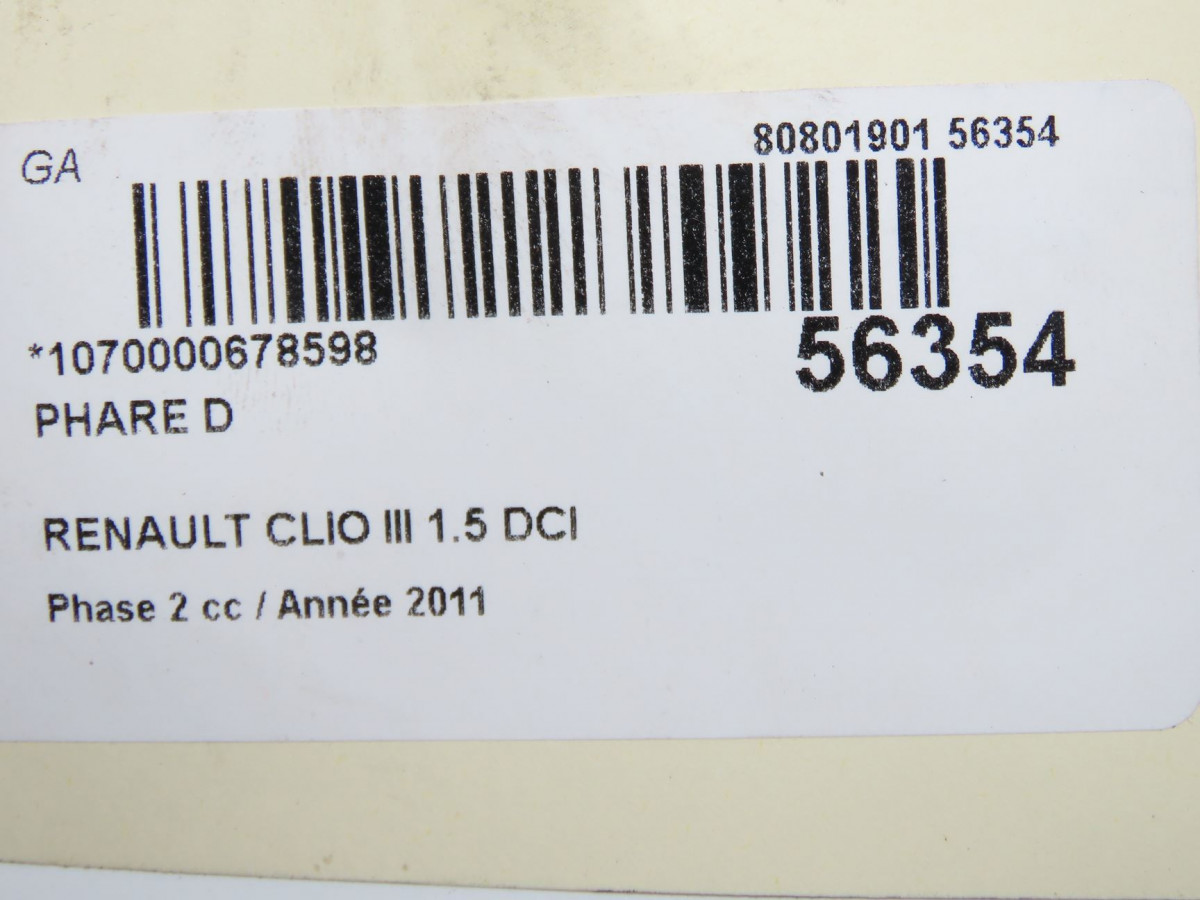 GA
80801901 56354
*1070000678598
56354
PHARE D
RENAULT CLIO III 1.5 DCI
Phase 2 cc / Année 2011